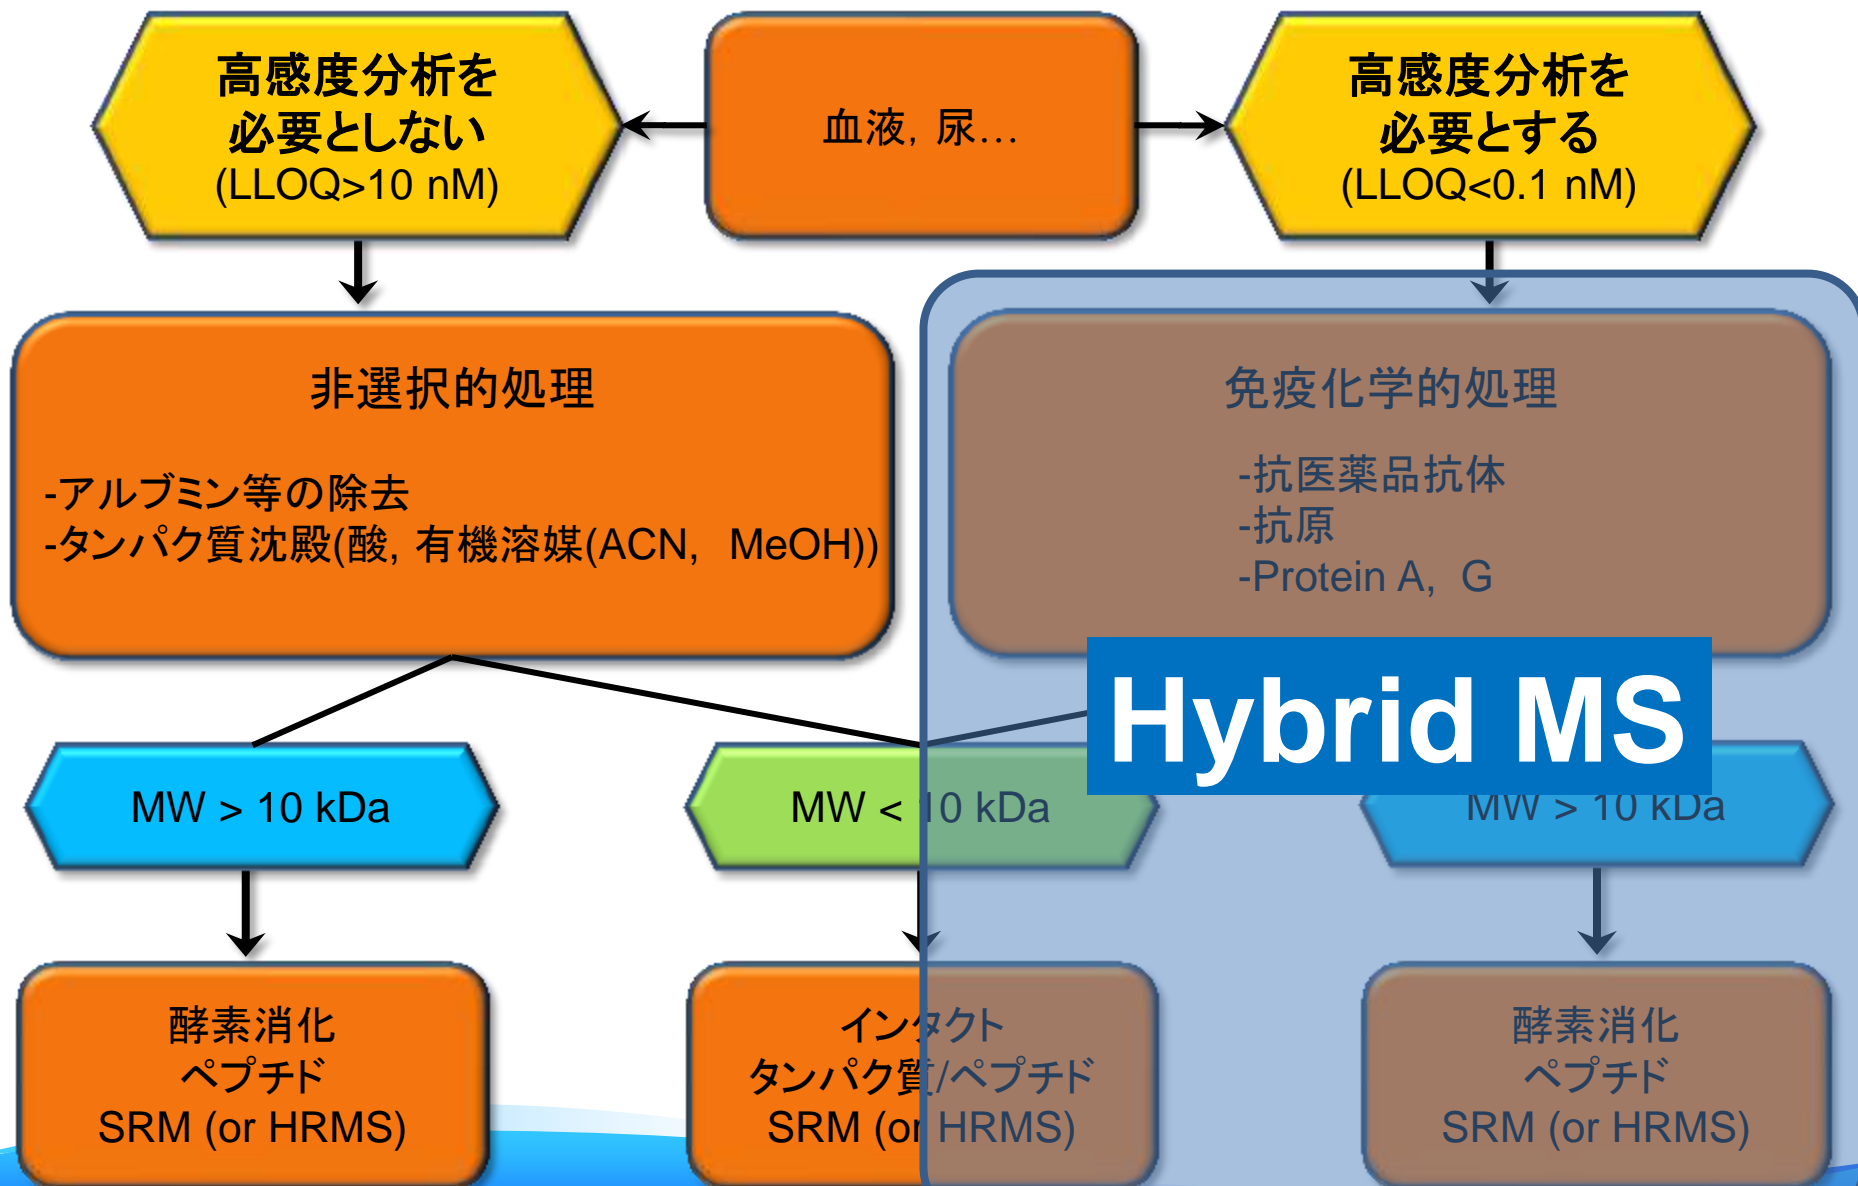 高感度分析を
必要としない
(LLOQ>10 nM)
血液, 尿…
高感度分析を
必要とする
(LLOQ<0.1 nM)
非選択的処理
-アルブミン等の除去
-タンパク質沈殿(酸, 有機溶媒(ACN, MeOH))
免疫化学的処理
-抗医薬品抗体
-抗原
-Protein A, G
Hybrid MS
MW > 10 kDa
MW < 10 kDa
MW > 10 kDa
酵素消化
ペプチド
SRM (or HRMS)
インタクト
タンパク質/ペプチド
SRM (or HRMS)
酵素消化
ペプチド
SRM (or HRMS)